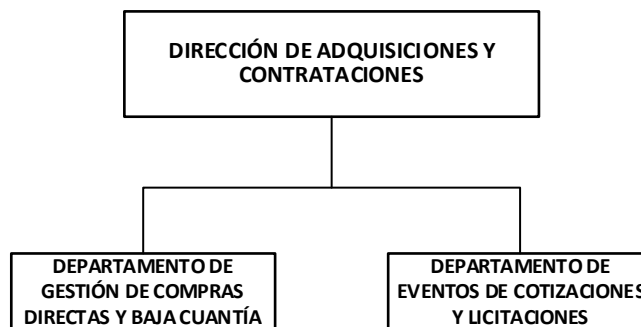 DIRECCIÓN DE ADQUISICIONES Y
CONTRATACIONES
DEPARTAMENTO DE
GESTIÓN DE COMPRAS
DIRECTAS Y BAJA CUANTÍA
DEPARTAMENTO DE
EVENTOS DE COTIZACIONES
Y LICITACIONES